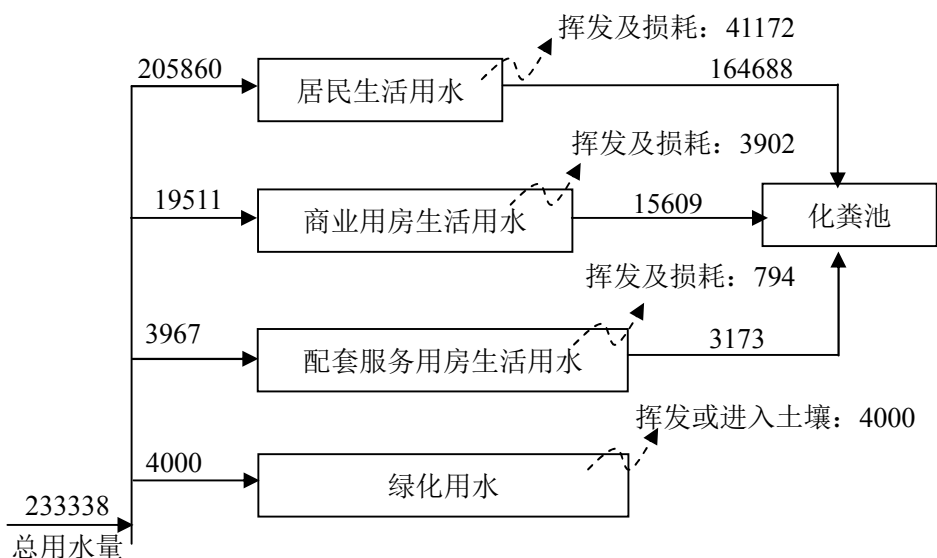 挥发及损耗：41172
205860
164688
居民生活用水
挥发及损耗：3902
19511
商业用房生活用水
15609
化粪池
挥发及损耗：794
3967
配套服务用房生活用水
3173
挥发或进入土壤：4000
4000
绿化用水
233338
总用水量